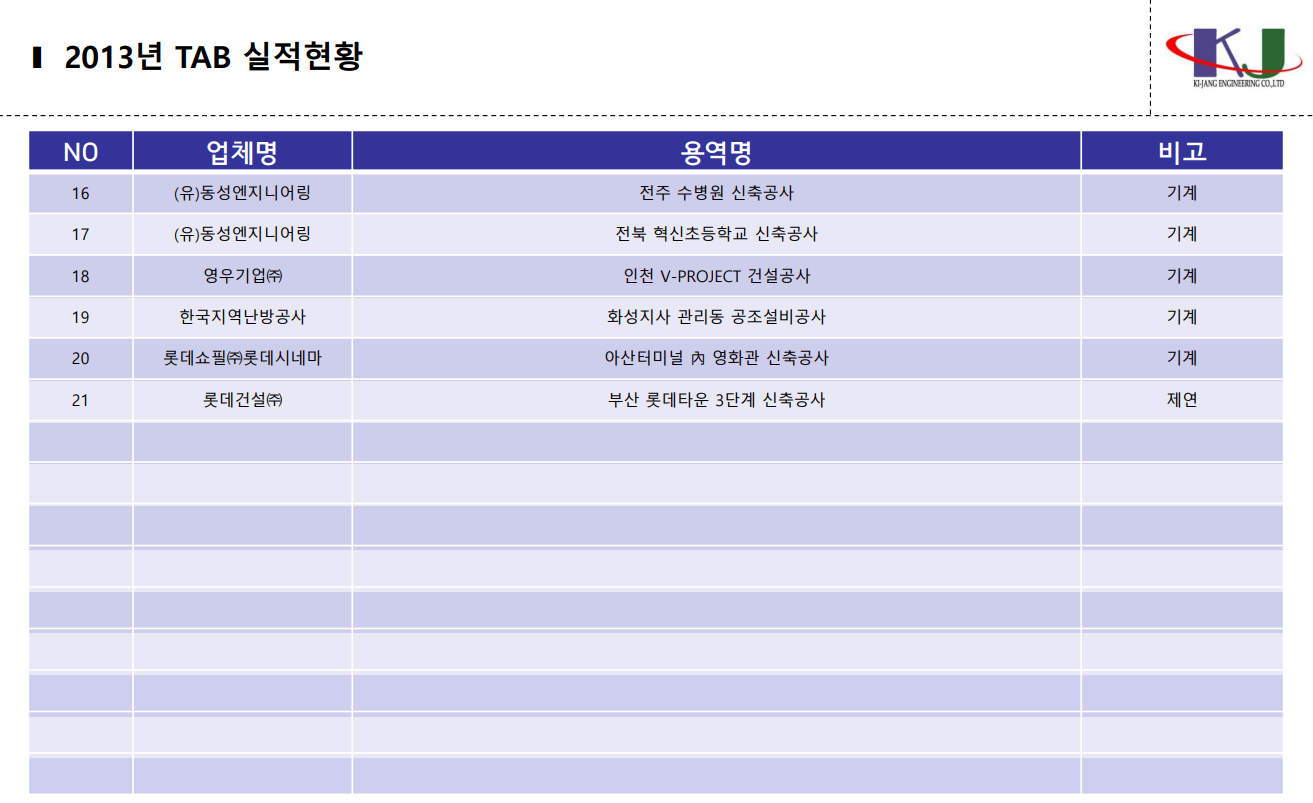 2013년 TAB 실적현황
KJ
KI-JANG ENGINEERING CO.,LTD
NO 업체명 용역명 비고
16 (유)동성엔지니어링 전주 수병원 신축공사 기계
17 (유)동성엔지니어링 전북 혁신초등학교 신축공사 기계
18 영우기업㈜ 인천 V-PROJECT 건설공사 기계
19 한국지역난방공사 화성지사 관리동 공조설비공사 기계
20 롯데쇼필㈜롯데시네마 아산터미널 內 영화관 신축공사 기계
21 롯데건설㈜ 부산 롯데타운 3단계 신축공사 제연